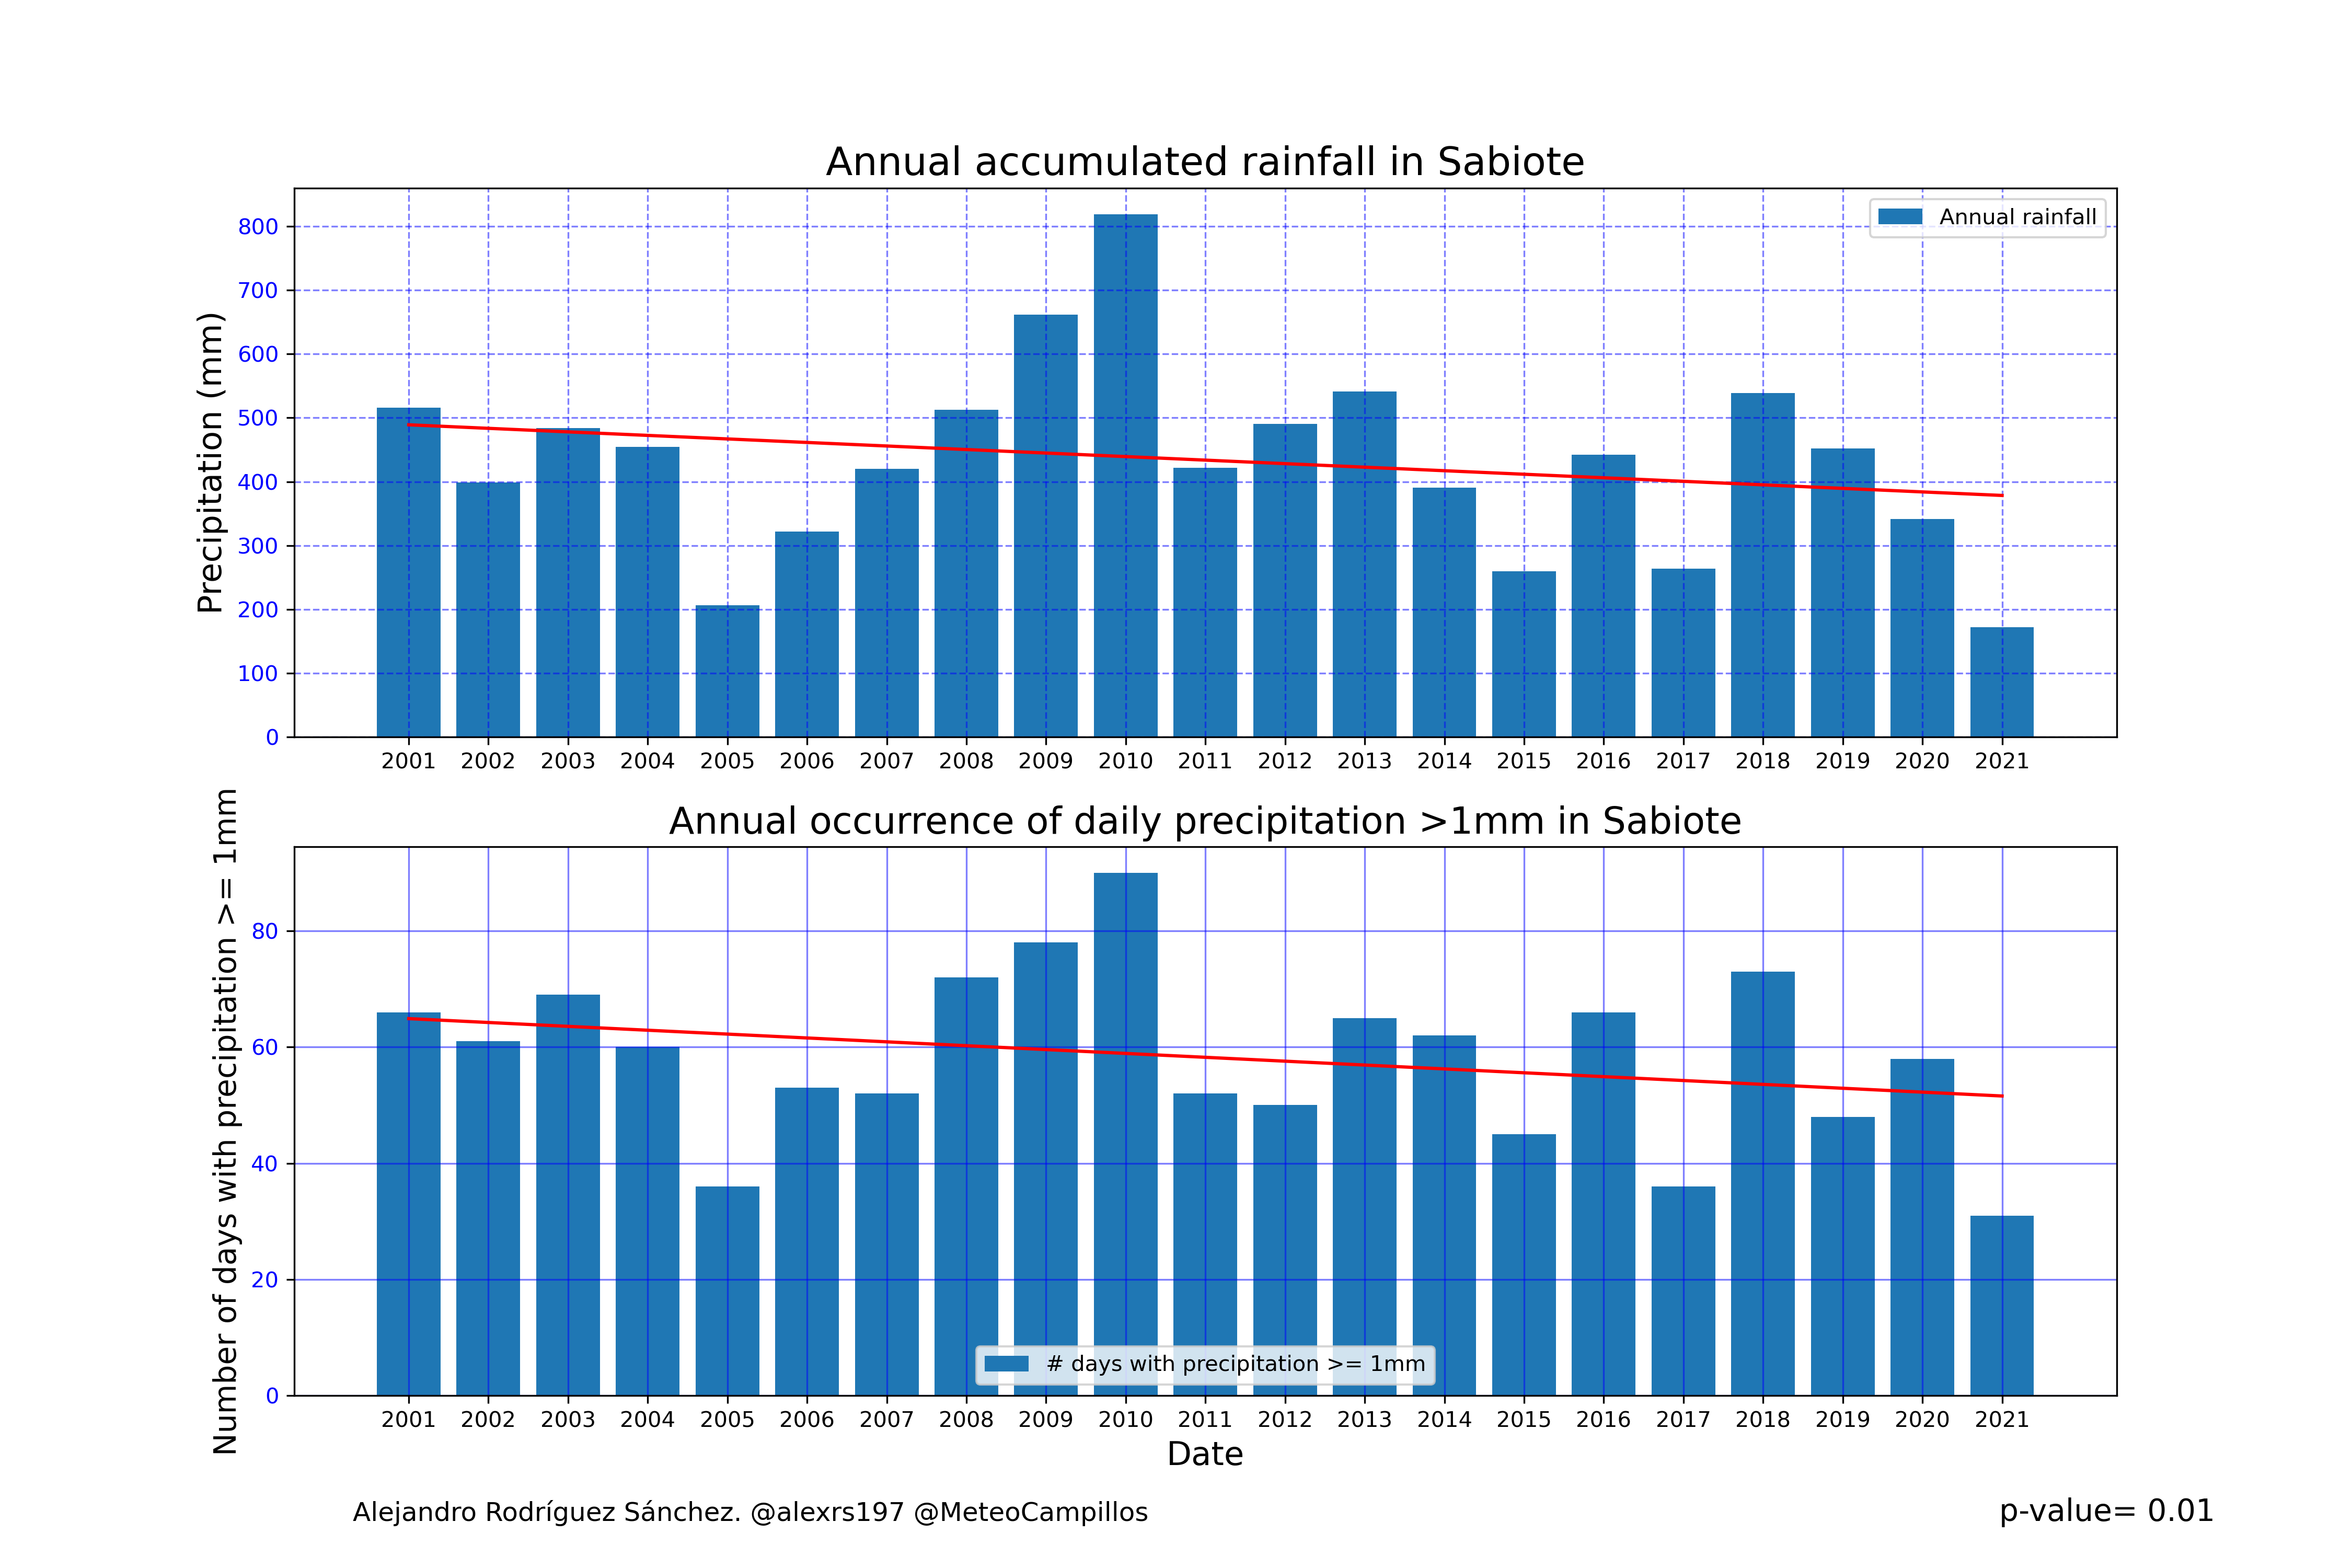 Annual accumulated rainfall in Sabiote
Precipitation (mm)
800
700
600
500
400
300
200
100
0
Annual rainfall
2001 2002 2003 2004 2005 2006 2007 2008 2009 2010 2011 2012 2013 2014 2015 2016 2017 2018 2019 2020 2021
Annual occurrence of daily precipitation >1mm in Sabiote
Number of days with precipitation >= 1mm
80
60
40
20
0
# days with precipitation >= 1mm
2001 2002 2003 2004 2005 2006 2007 2008 2009 2010 2011 2012 2013 2014 2015 2016 2017 2018 2019 2020 2021
Date
Alejandro Rodríguez Sánchez. @alexrs197 @MeteoCampillos
p-value= 0.01